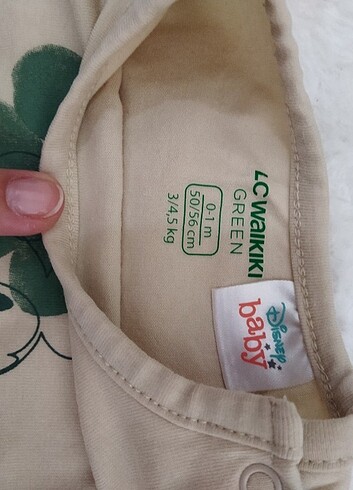 LC WAIKIKI
GREEN
0-1 m
50/56 cm
3/4,5 kg
Disney
baby